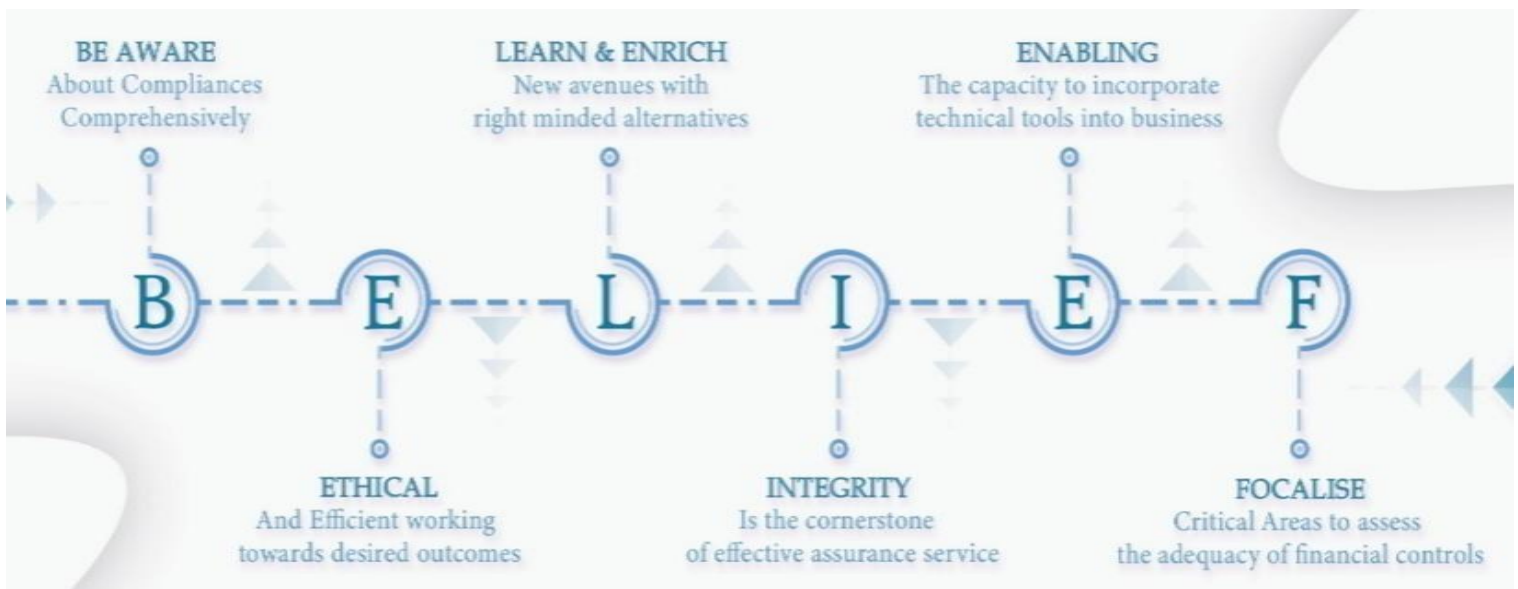 BE AWARE
About Compliances
Comprehensively
LEARN & ENRICH
New avenues with
right minded alternatives
ENABLING
The capacity to incorporate
technical tools into business
B E L I E F
ETHICAL
And Efficient working
towards desired outcomes
INTEGRITY
Is the cornerstone
of effective assurance service
FOCALISE
Critical Areas to assess
the adequacy of financial controls